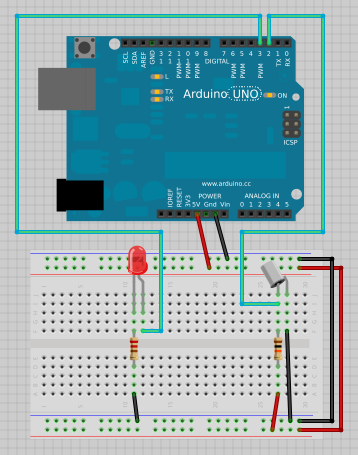 SCL
SDA
AREF
GND
13
12
11 PWM
10 PWM
9 PWM
8
DIGITAL
7
6 PWM
5 PWM
4
3 PWM
2
1 TX
0 RX
L
TX
RX
Arduino UNO
ON
1
ICSP
www.arduino.cc
POWER
ANALOG IN
IOREF
RESET
3V3
5V
Gnd
Vin
0 1 2 3 4 5